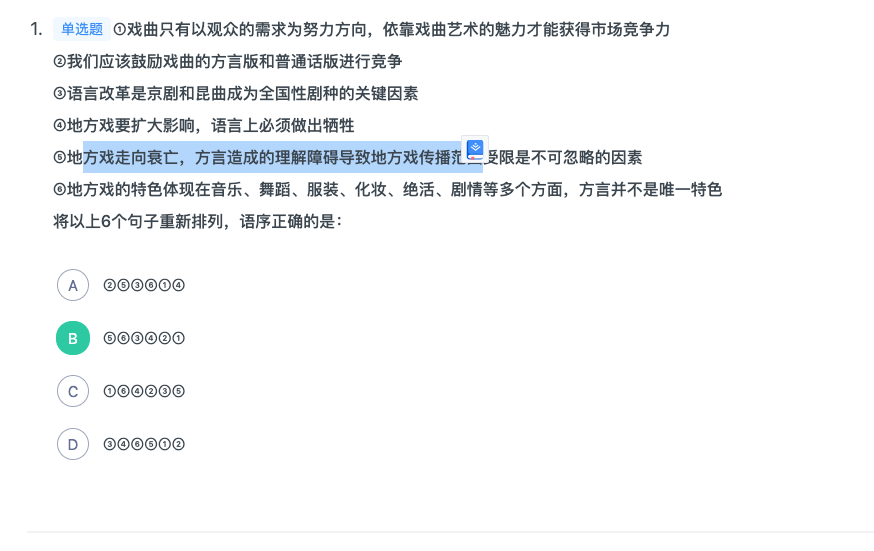 1. 单选题 ①戏曲只有以观众的需求为努力方向，依靠戏曲艺术的魅力才能获得市场竞争力
②我们应该鼓励戏曲的方言版和普通话版进行竞争
③语言改革是京剧和昆曲成为全国性剧种的关键因素
④地方戏要扩大影响，语言上必须做出牺牲
⑤地方戏走向衰亡，方言造成的理解障碍导致地方戏传播范受限是不可忽略的因素
⑥地方戏的特色体现在音乐、舞蹈、服装、化妆、绝活、剧情等多个方面，方言并不是唯一特色
将以上6个句子重新排列，语序正确的是：
A ②⑤③⑥①④
B ⑤⑥③④②①
C ①⑥④②③⑤
D ③④⑥⑤①②